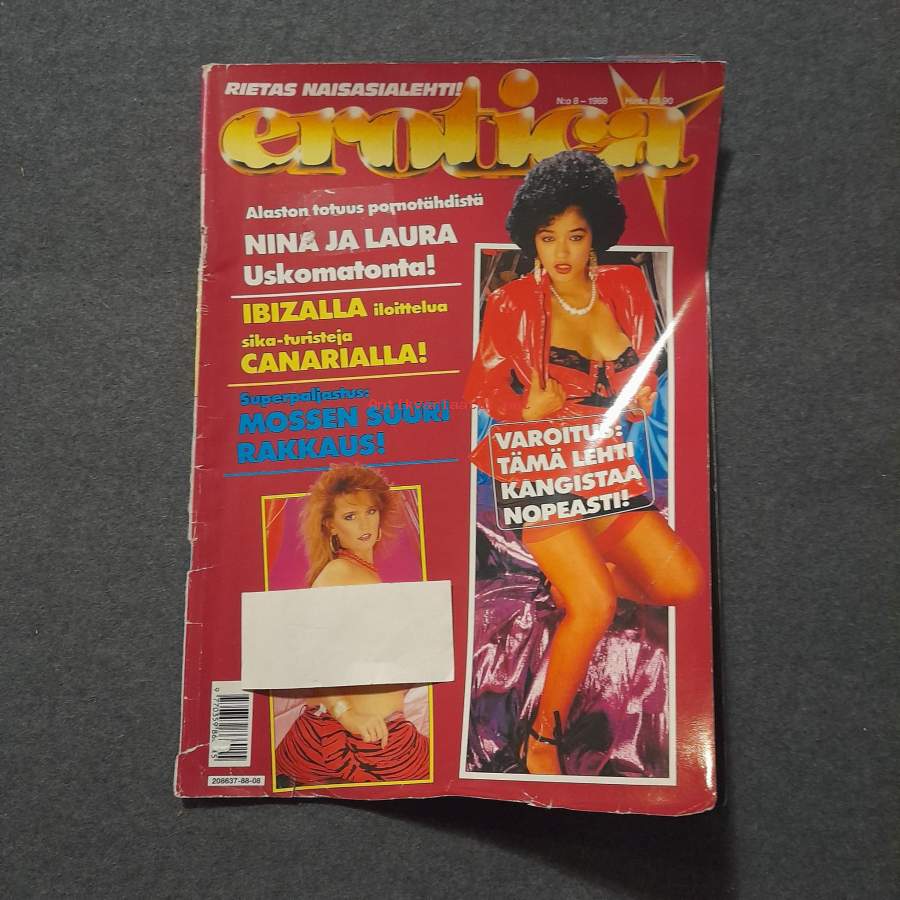 RIETAS NAISASIALEHTI!
erotica
N:o 8 – 1988
Hinta
Alaston totuus pornotähdistä
NINA JA LAURA
Uskomatonta!
IBIZALLA iloittelua
sika-turisteja
CANARIALLA!
Superpaljastus:
MOSSEN SUURI
RAKKAUS!
VAROITUS:
TÄMÄ LEHTI
KANGISTAA
NOPEASTI!
208637-88-08